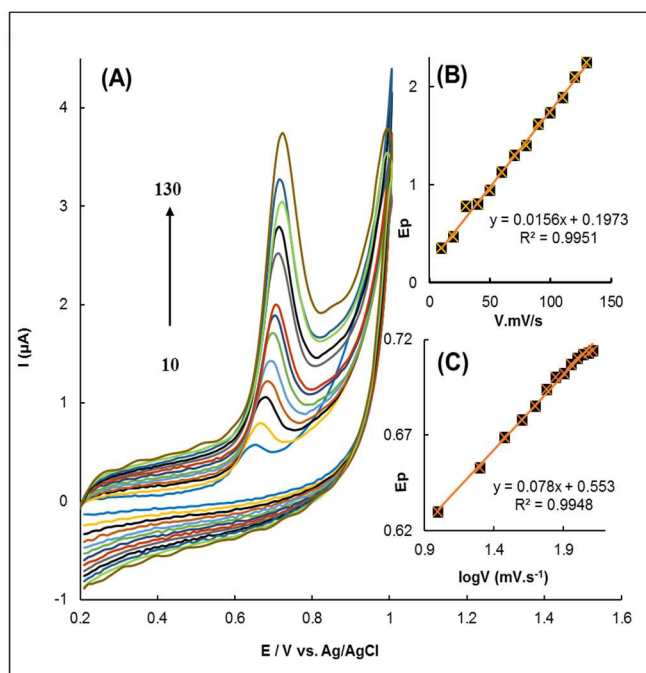 (A)
I (µA)
4
3
2
1
0
-1
130
10
0.2 0.4 0.6 0.8 1 1.2 1.4 1.6
E / V vs. Ag/AgCl
(B)
Ep
2
1
0
y = 0.0156x + 0.1973
R² = 0.9951
0 50 100 150
V.mV/s
(C)
Ep
0.72
0.67
0.62
y = 0.078x + 0.553
R² = 0.9948
0.9 1.4 1.9
logV (mV.s⁻¹)